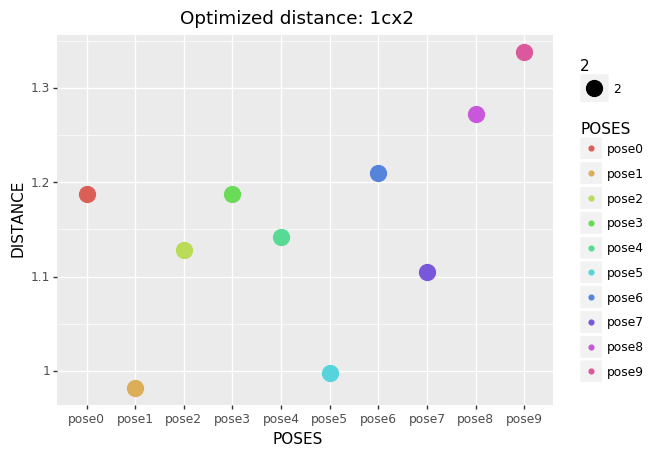 Optimized distance: 1cx2
2
2
POSES
pose0
pose1
pose2
pose3
pose4
pose5
pose6
pose7
pose8
pose9
DISTANCE
1.3
1.2
1.1
1
pose0 pose1 pose2 pose3 pose4 pose5 pose6 pose7 pose8 pose9
POSES